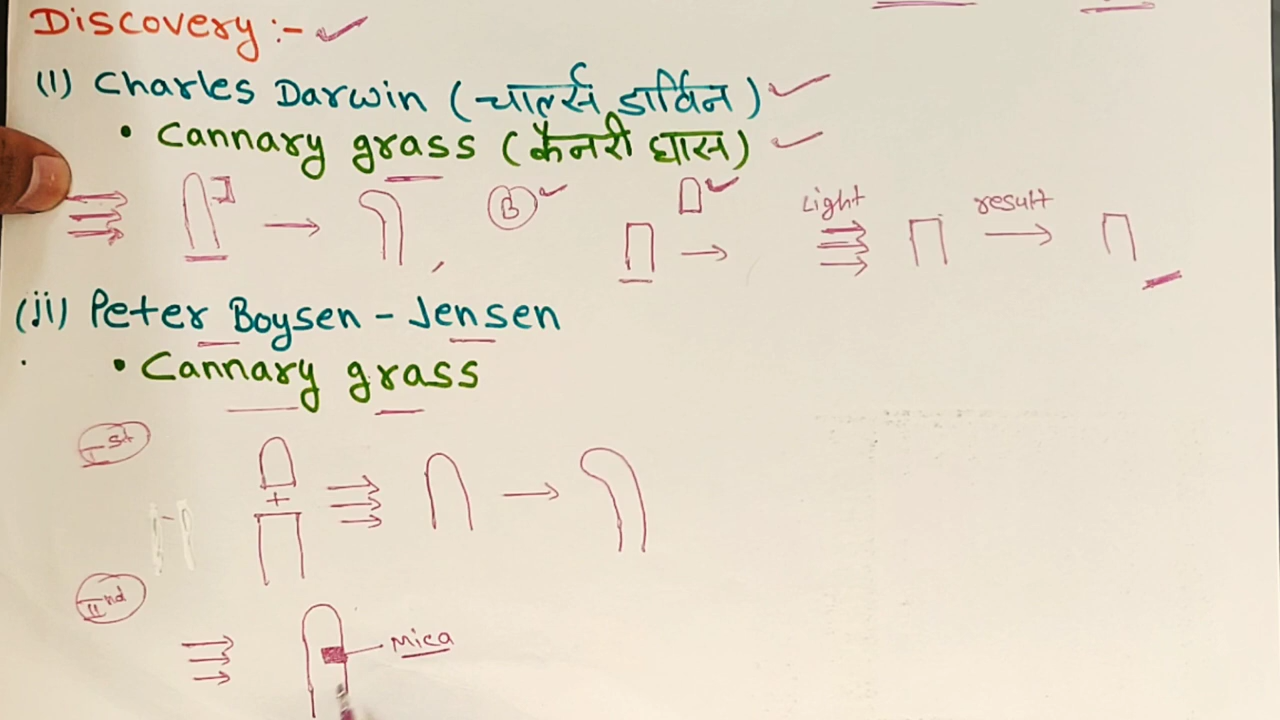 Discovery :-
(i) Charles Darwin (चार्ल्स डार्विन)
• Cannary grass (कैनरी घास)
B
Light
result
(ii) Peter Boysen - Jensen
• Cannary grass
Ist
IInd
Mica